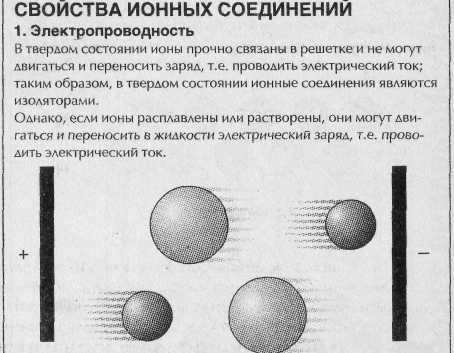 СВОЙСТВА ИОННЫХ СОЕДИНЕНИЙ
1. Электропроводность
В твердом состоянии ионы прочно связаны в решетке и не могут
двигаться и переносить заряд, т.е. проводить электрический ток;
таким образом, в твердом состоянии ионные соединения являются
изоляторами.
Однако, если ионы расплавлены или растворены, они могут дви-
гаться и переносить в жидкости электрический заряд, т.е. прово-
дить электрический ток.
+ –